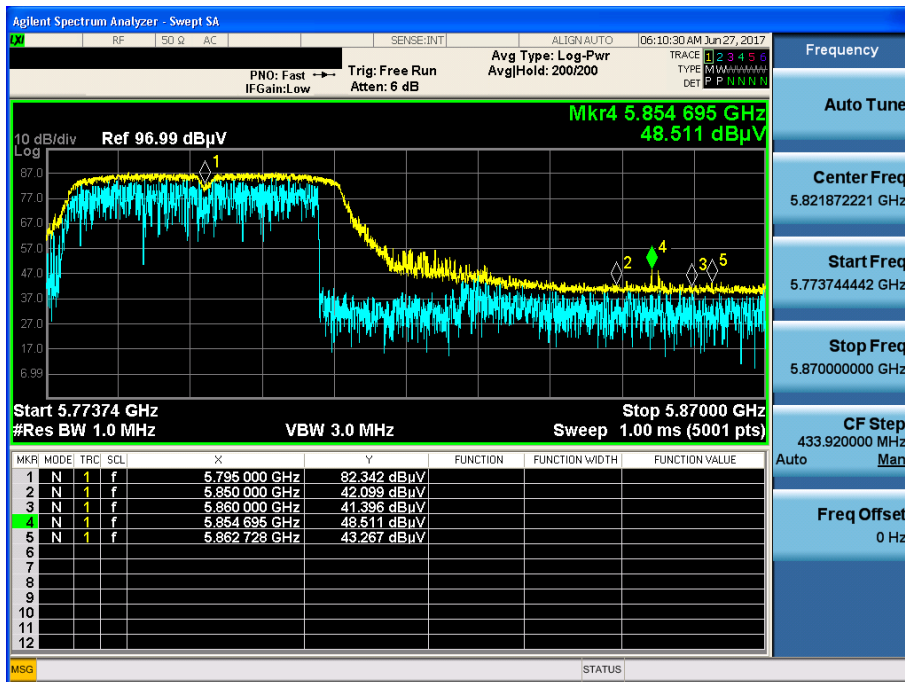 Agilent Spectrum Analyzer - Swept SA
LXI RF 50 Ω AC SENSE:INT ALIGN AUTO 06:10:30 AM Jun 27, 2017
PNO: Fast Trig: Free Run Avg Type: Log-Pwr TRACE 1 2 3 4 5 6
IFGain:Low Atten: 6 dB Avg|Hold: 200/200 TYPE M
DET P P N N N N
Mkr4 5.854 695 GHz
48.511 dBµV
10 dB/div Ref 96.99 dBµV
Log
87.0
77.0
67.0
57.0
47.0
37.0
27.0
17.0
6.99
1
2
4
3
5
Start 5.77374 GHz Stop 5.87000 GHz
#Res BW 1.0 MHz VBW 3.0 MHz Sweep 1.00 ms (5001 pts)
MKR MODE TRC SCL X Y FUNCTION FUNCTION WIDTH FUNCTION VALUE
1 N 1 f 5.795 000 GHz 82.342 dBµV
2 N 1 f 5.850 000 GHz 42.099 dBµV
3 N 1 f 5.860 000 GHz 41.396 dBµV
4 N 1 f 5.854 695 GHz 48.511 dBµV
5 N 1 f 5.862 728 GHz 43.267 dBµV
6
7
8
9
10
11
12
MSG STATUS
Frequency
Auto Tune
Center Freq
5.821872221 GHz
Start Freq
5.773744442 GHz
Stop Freq
5.870000000 GHz
CF Step
433.920000 MHz
Auto Man
Freq Offset
0 Hz